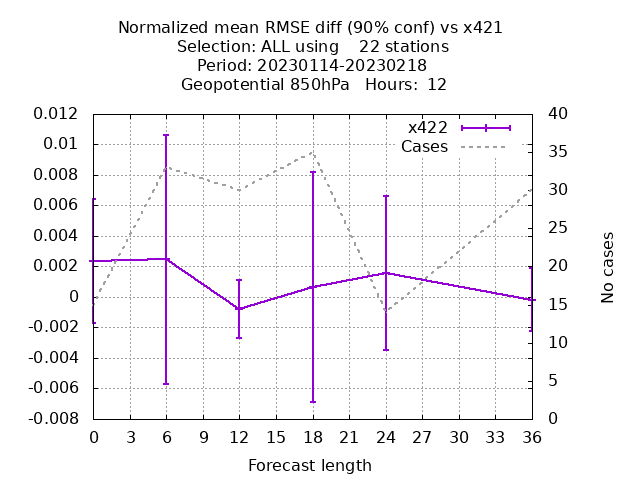 Normalized mean RMSE diff (90% conf) vs x421
Selection: ALL using    22 stations
Period: 20230114-20230218
Geopotential 850hPa   Hours:  12
x422
Cases
0.012
0.01
0.008
0.006
0.004
0.002
0
-0.002
-0.004
-0.006
-0.008
40
35
30
25
20
15
10
5
0
No cases
0 3 6 9 12 15 18 21 24 27 30 33 36
Forecast length